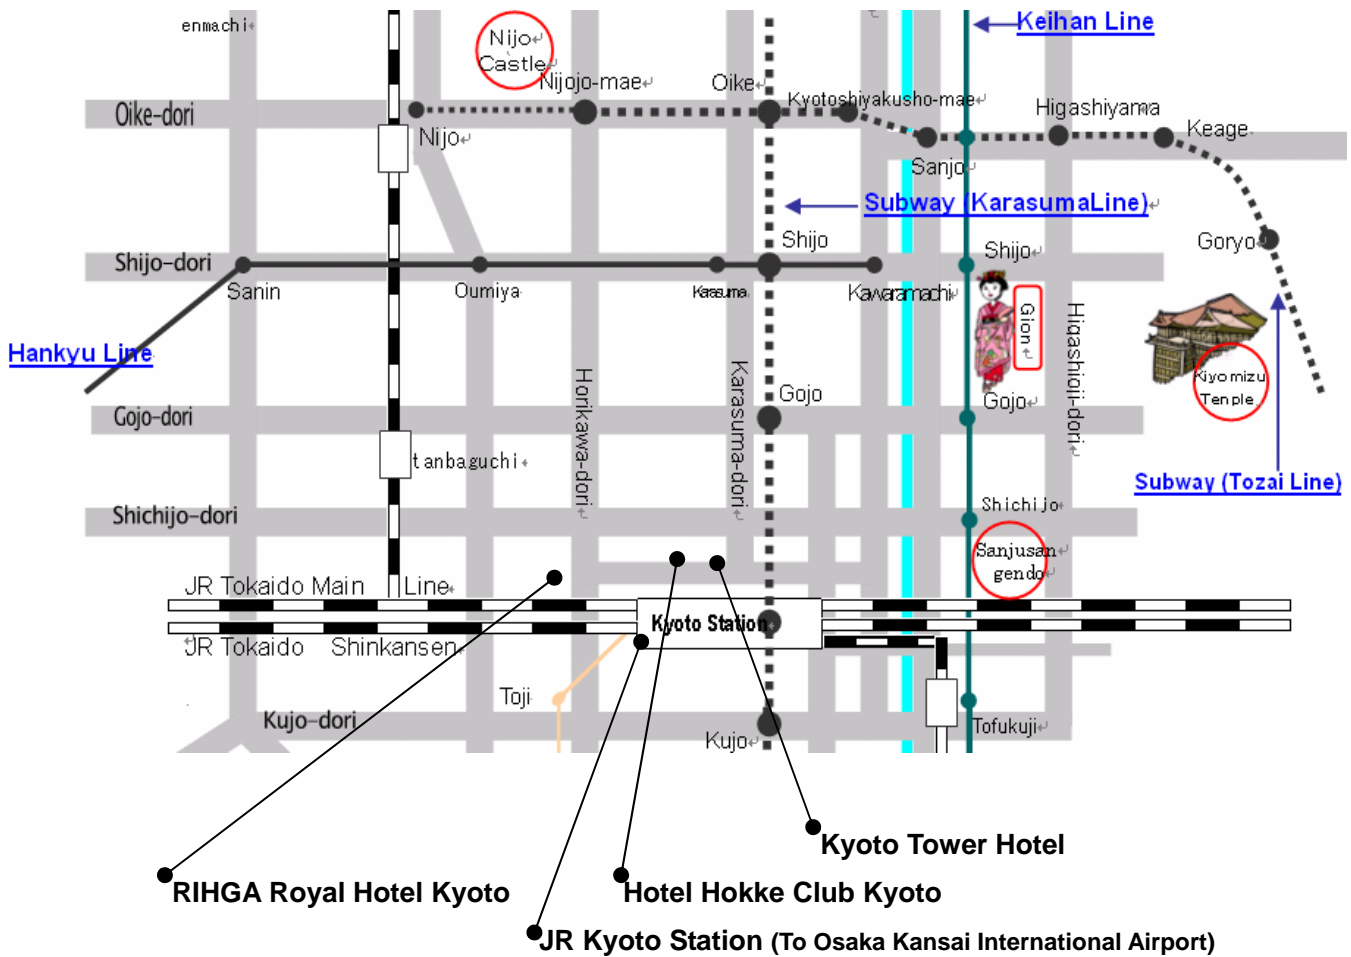 enmachi
Nijo
Castle
Keihan Line
Nijojo-mae
Oike
Kyotoshiyakusho-mae
Higashiyama
Keage
Oike-dori
Nijo
Sanjo
Subway (KarasumaLine)
Shijo
Shijo
Goryo
Shijo-dori
Sanin
Oumiya
Karasuma
Kawaramachi
Gion
Higashioji-dori
Hankyu Line
Horikawa-dori
Karasuma-dori
Kiyomizu
Tenple
Gojo-dori
Gojo
Gojo
tanbaguchi
Subway (Tozai Line)
Shichijo-dori
Shichijo
Sanjusan
gendo
JR Tokaido Main Line
Kyoto Station
JR Tokaido Shinkansen
Toji
Kujo-dori
Kujo
Tofukuji
Kyoto Tower Hotel
RIHGA Royal Hotel Kyoto
Hotel Hokke Club Kyoto
JR Kyoto Station (To Osaka Kansai International Airport)